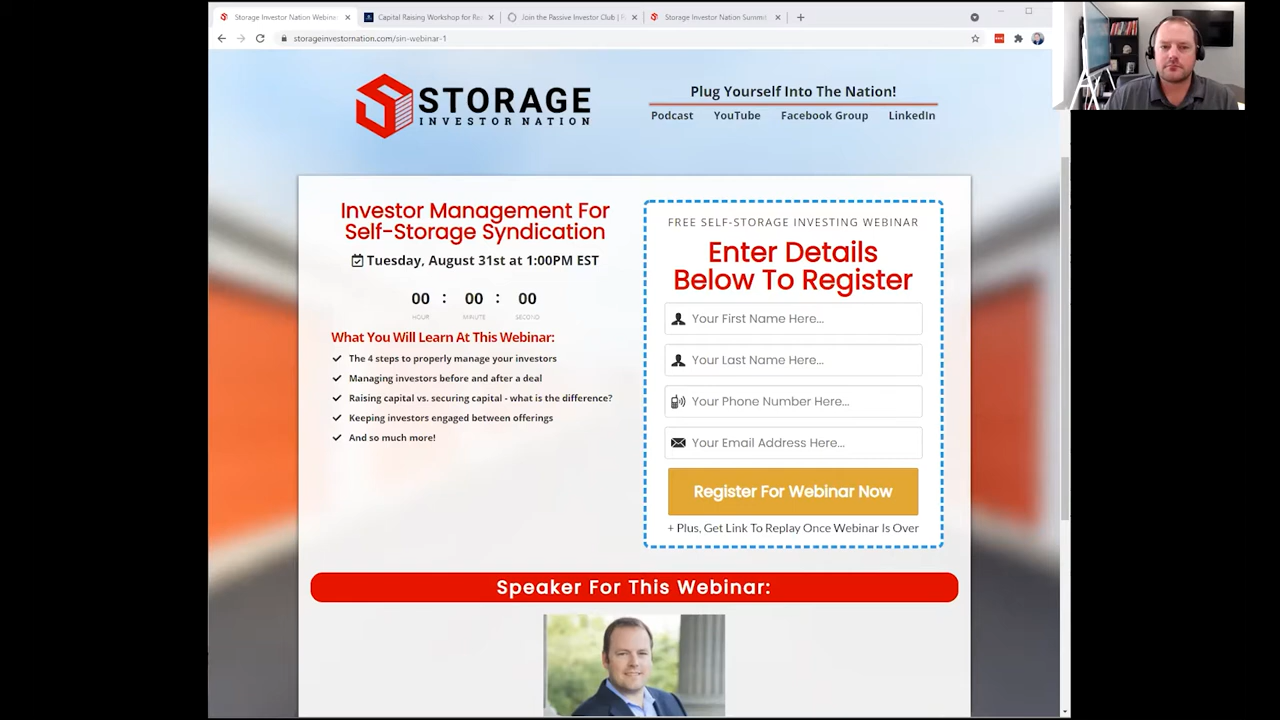 Storage Investor Nation Webinar
Capital Raising Workshop for Re
Join the Passive Investor Club | P
Storage Investor Nation Summit
storageinvestornation.com/sin-webinar-1
STORAGE
INVESTOR NATION
Plug Yourself Into The Nation!
Podcast YouTube Facebook Group LinkedIn
Investor Management For
Self-Storage Syndication
Tuesday, August 31st at 1:00PM EST
00 : 00 : 00
HOUR MINUTE SECOND
What You Will Learn At This Webinar:
The 4 steps to properly manage your investors
Managing investors before and after a deal
Raising capital vs. securing capital - what is the difference?
Keeping investors engaged between offerings
And so much more!
FREE SELF-STORAGE INVESTING WEBINAR
Enter Details
Below To Register
Your First Name Here...
Your Last Name Here...
Your Phone Number Here...
Your Email Address Here...
Register For Webinar Now
+ Plus, Get Link To Replay Once Webinar Is Over
Speaker For This Webinar: